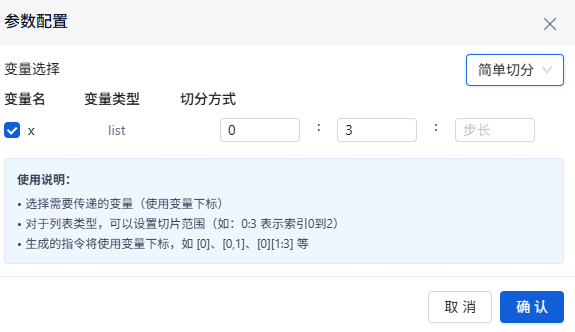 参数配置
变量选择 简单切分
变量名 变量类型 切分方式
x list 0 : 3 : 步长
使用说明：
• 选择需要传递的变量（使用变量下标）
• 对于列表类型，可以设置切片范围（如：0:3 表示索引0到2）
• 生成的指令将使用变量下标，如 [0]、[0,1]、[0][1:3] 等
取 消 确 认